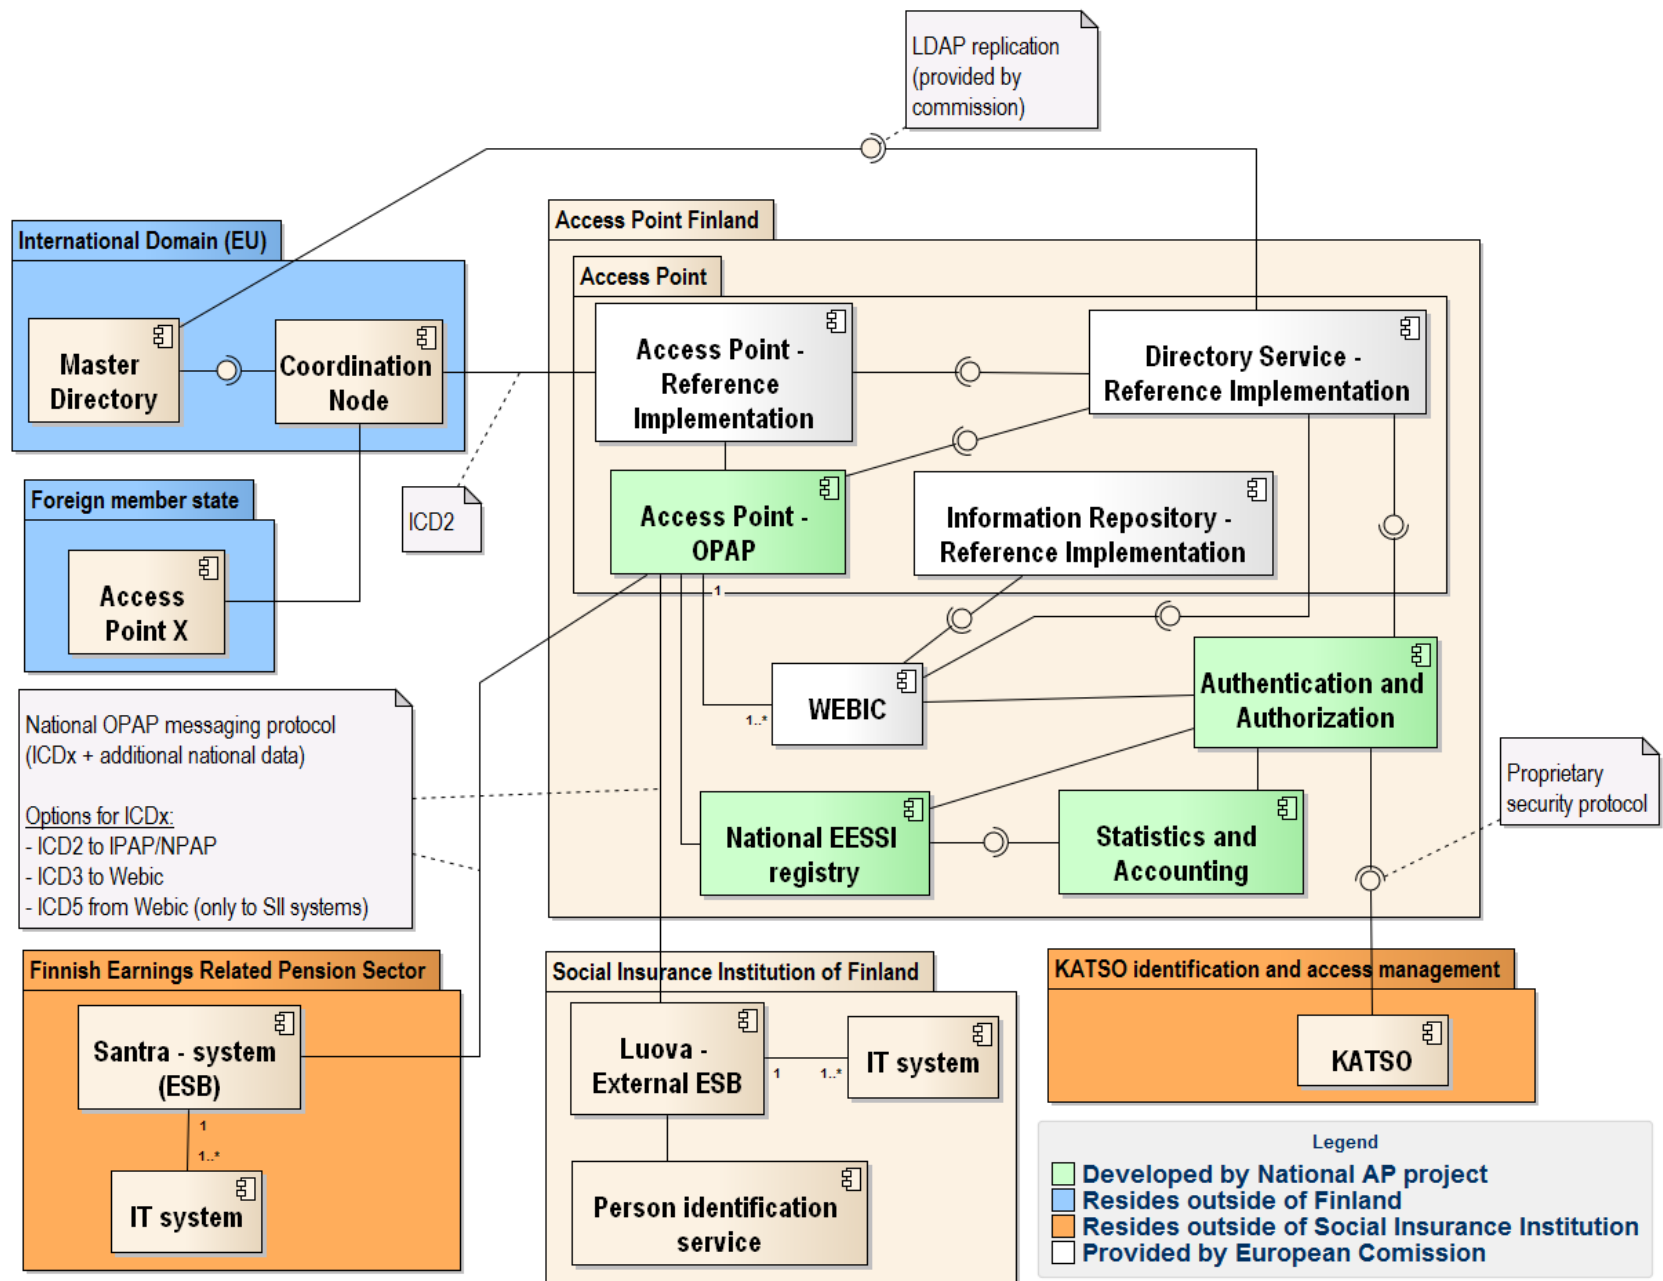 LDAP replication
(provided by
commission)
International Domain (EU)
Master
Directory
Coordination
Node
ICD2
Foreign member state
Access
Point X
Access Point Finland
Access Point
Access Point -
Reference
Implementation
Directory Service -
Reference Implementation
Access Point -
OPAP
Information Repository -
Reference Implementation
1
1..*
WEBIC
Authentication and
Authorization
National EESSI
registry
Statistics and
Accounting
Proprietary
security protocol
National OPAP messaging protocol
(ICDx + additional national data)
Options for ICDx:
- ICD2 to IPAP/NPAP
- ICD3 to Webic
- ICD5 from Webic (only to SII systems)
Finnish Earnings Related Pension Sector
Santra - system
(ESB)
1
1..*
IT system
Social Insurance Institution of Finland
Luova -
External ESB
1
1..*
IT system
Person identification
service
KATSO identification and access management
KATSO
Legend
Developed by National AP project
Resides outside of Finland
Resides outside of Social Insurance Institution
Provided by European Comission